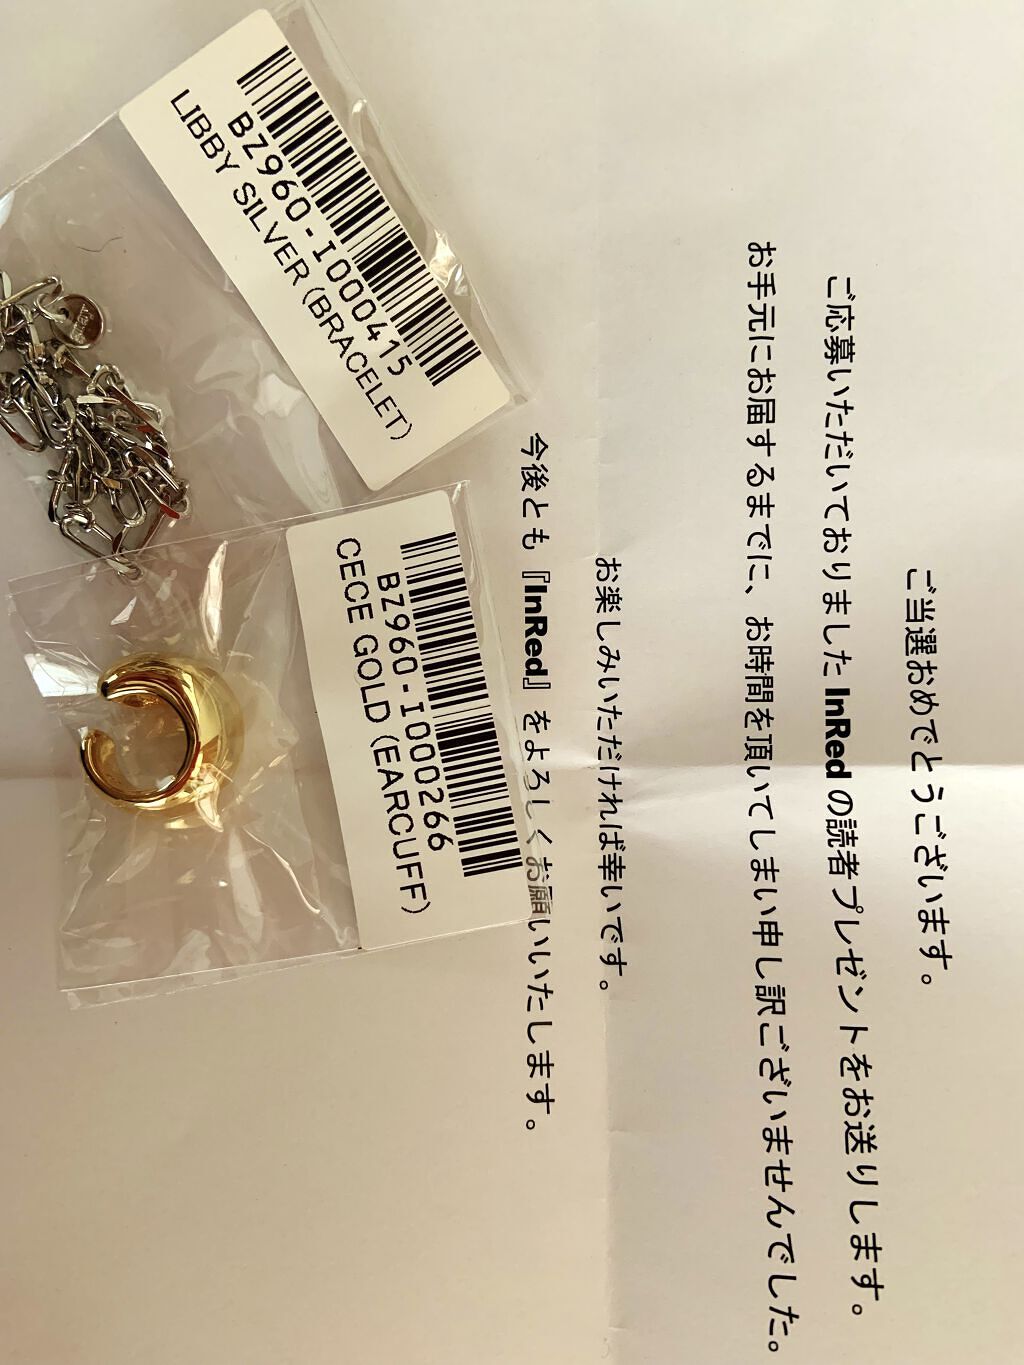 ご当選おめでとうございます。
ご応募いただいておりました InRed の読者プレゼントをお送りします。
お手元にお届するまでに、お時間を頂いてしまい申し訳ございませんでした。
お楽しみいただければ幸いです。
今後とも『InRed』をよろしくお願いいたします。
BZ960-I000415
LIBBY SILVER(BRACELET)
BZ960-I000266
CECE GOLD(EARCUFF)